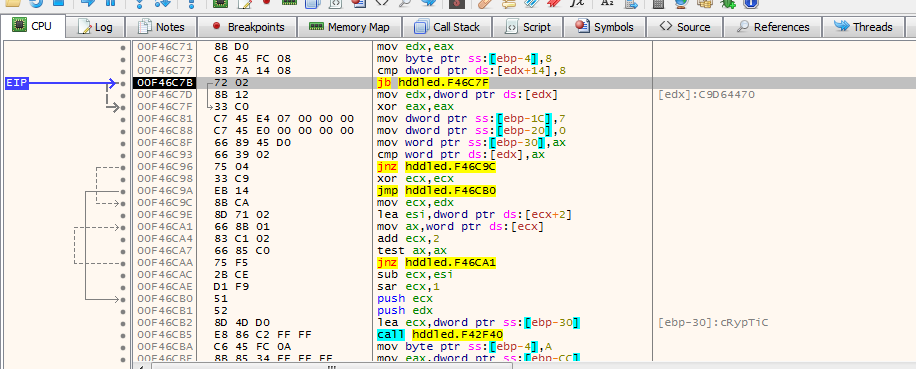 CPU Log Notes Breakpoints Memory Map Call Stack Script Symbols Source References Threads
00F46C71 8B D0 mov edx,eax
00F46C73 C6 45 FC 08 mov byte ptr ss:[ebp-4],8
00F46C77 83 7A 14 08 cmp dword ptr ds:[edx+14],8
EIP 00F46C7B 72 02 jb hddled.F46C7F
00F46C7D 8B 12 mov edx,dword ptr ds:[edx] [edx]:C9D64470
00F46C7F 33 C0 xor eax,eax
00F46C81 C7 45 E4 07 00 00 00 mov dword ptr ss:[ebp-1C],7
00F46C88 C7 45 E0 00 00 00 00 mov dword ptr ss:[ebp-20],0
00F46C8F 66 89 45 D0 mov word ptr ss:[ebp-30],ax
00F46C93 66 39 02 cmp word ptr ds:[edx],ax
00F46C96 75 04 jnz hddled.F46C9C
00F46C98 33 C9 xor ecx,ecx
00F46C9A EB 14 jmp hddled.F46CB0
00F46C9C 8B CA mov ecx,edx
00F46C9E 8D 71 02 lea esi,dword ptr ds:[ecx+2]
00F46CA1 66 8B 01 mov ax,word ptr ds:[ecx]
00F46CA4 83 C1 02 add ecx,2
00F46CA7 66 85 C0 test ax,ax
00F46CAA 75 F5 jnz hddled.F46CA1
00F46CAC 2B CE sub ecx,esi
00F46CAE D1 F9 sar ecx,1
00F46CB0 51 push ecx
00F46CB1 52 push edx
00F46CB2 8D 4D D0 lea ecx,dword ptr ss:[ebp-30] [ebp-30]:cRypTiC
00F46CB5 E8 86 C2 FF FF call hddled.F42F40
00F46CBA C6 45 FC 0A mov byte ptr ss:[ebp-4],A
00F46CBE 8B 85 34 FF FF FF mov eax,dword ptr ss:[ebp-CC]